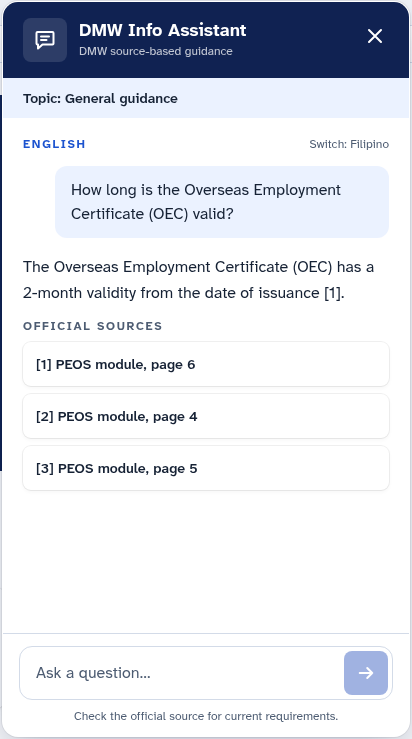 DMW Info Assistant
DMW source-based guidance
Topic: General guidance
ENGLISH
Switch: Filipino
How long is the Overseas Employment
Certificate (OEC) valid?
The Overseas Employment Certificate (OEC) has a
2-month validity from the date of issuance [1].
OFFICIAL SOURCES
[1] PEOS module, page 6
[2] PEOS module, page 4
[3] PEOS module, page 5
Ask a question...
Check the official source for current requirements.